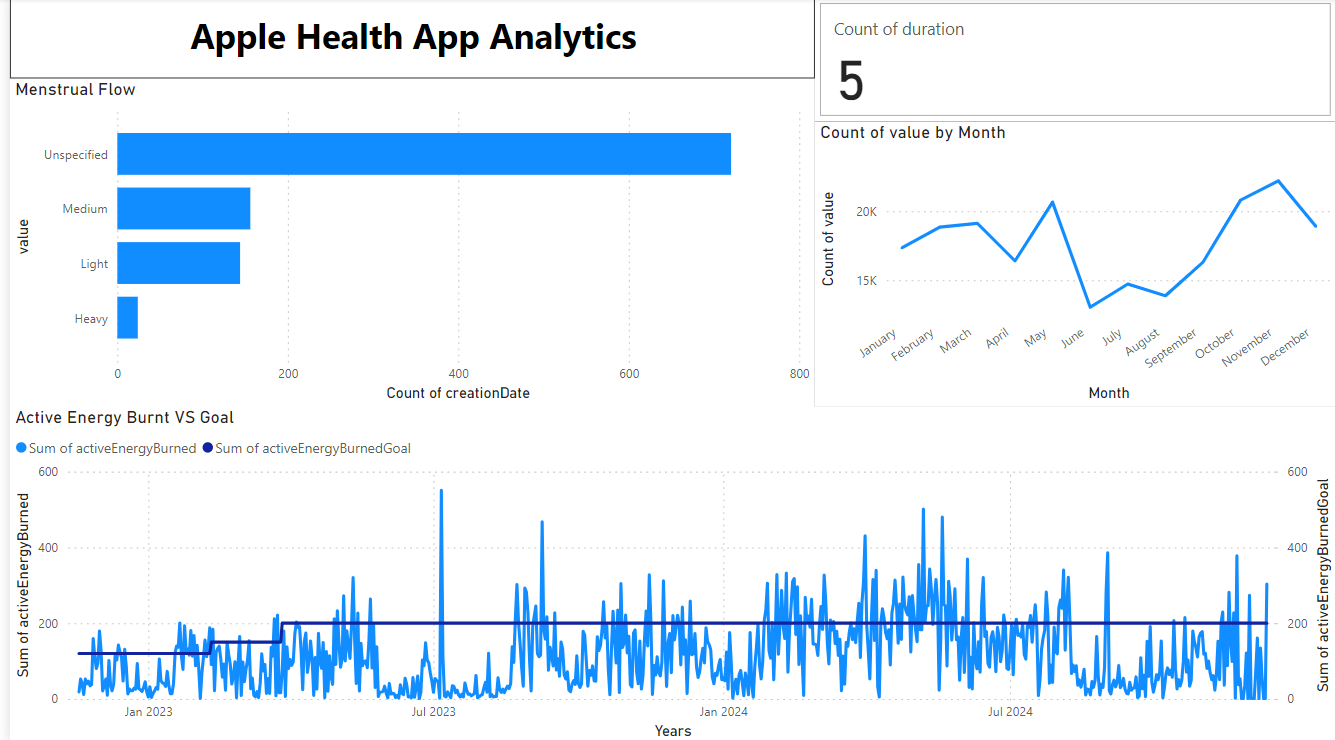 Apple Health App Analytics
Count of duration
5
Menstrual Flow
value
Unspecified
Medium
Light
Heavy
0 200 400 600 800
Count of creationDate
Count of value by Month
Count of value
20K
15K
January February March April May June July August September October November December
Month
Active Energy Burnt VS Goal
Sum of activeEnergyBurned Sum of activeEnergyBurnedGoal
Sum of activeEnergyBurned
600
400
200
0
Jan 2023 Jul 2023 Jan 2024 Jul 2024
Years
600
400
200
0
Sum of activeEnergyBurnedGoal